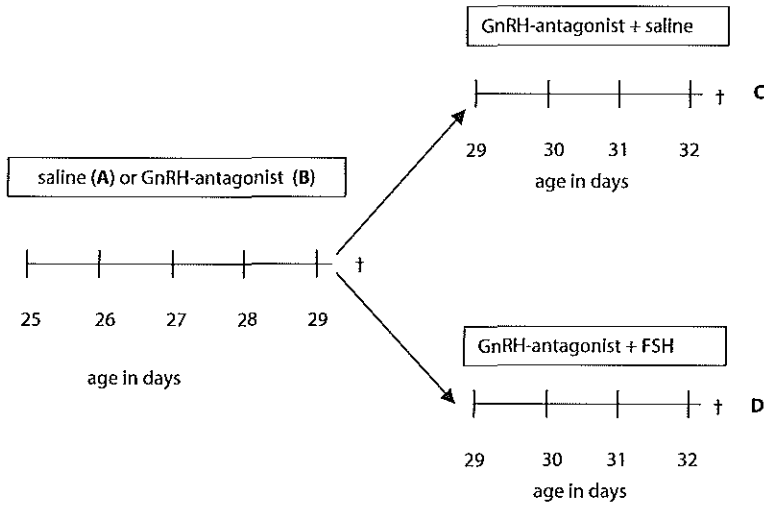 GnRH-antagonist + saline
† C
29 30 31 32
age in days
saline (A) or GnRH-antagonist (B)
†
25 26 27 28 29
age in days
GnRH-antagonist + FSH
† D
29 30 31 32
age in days